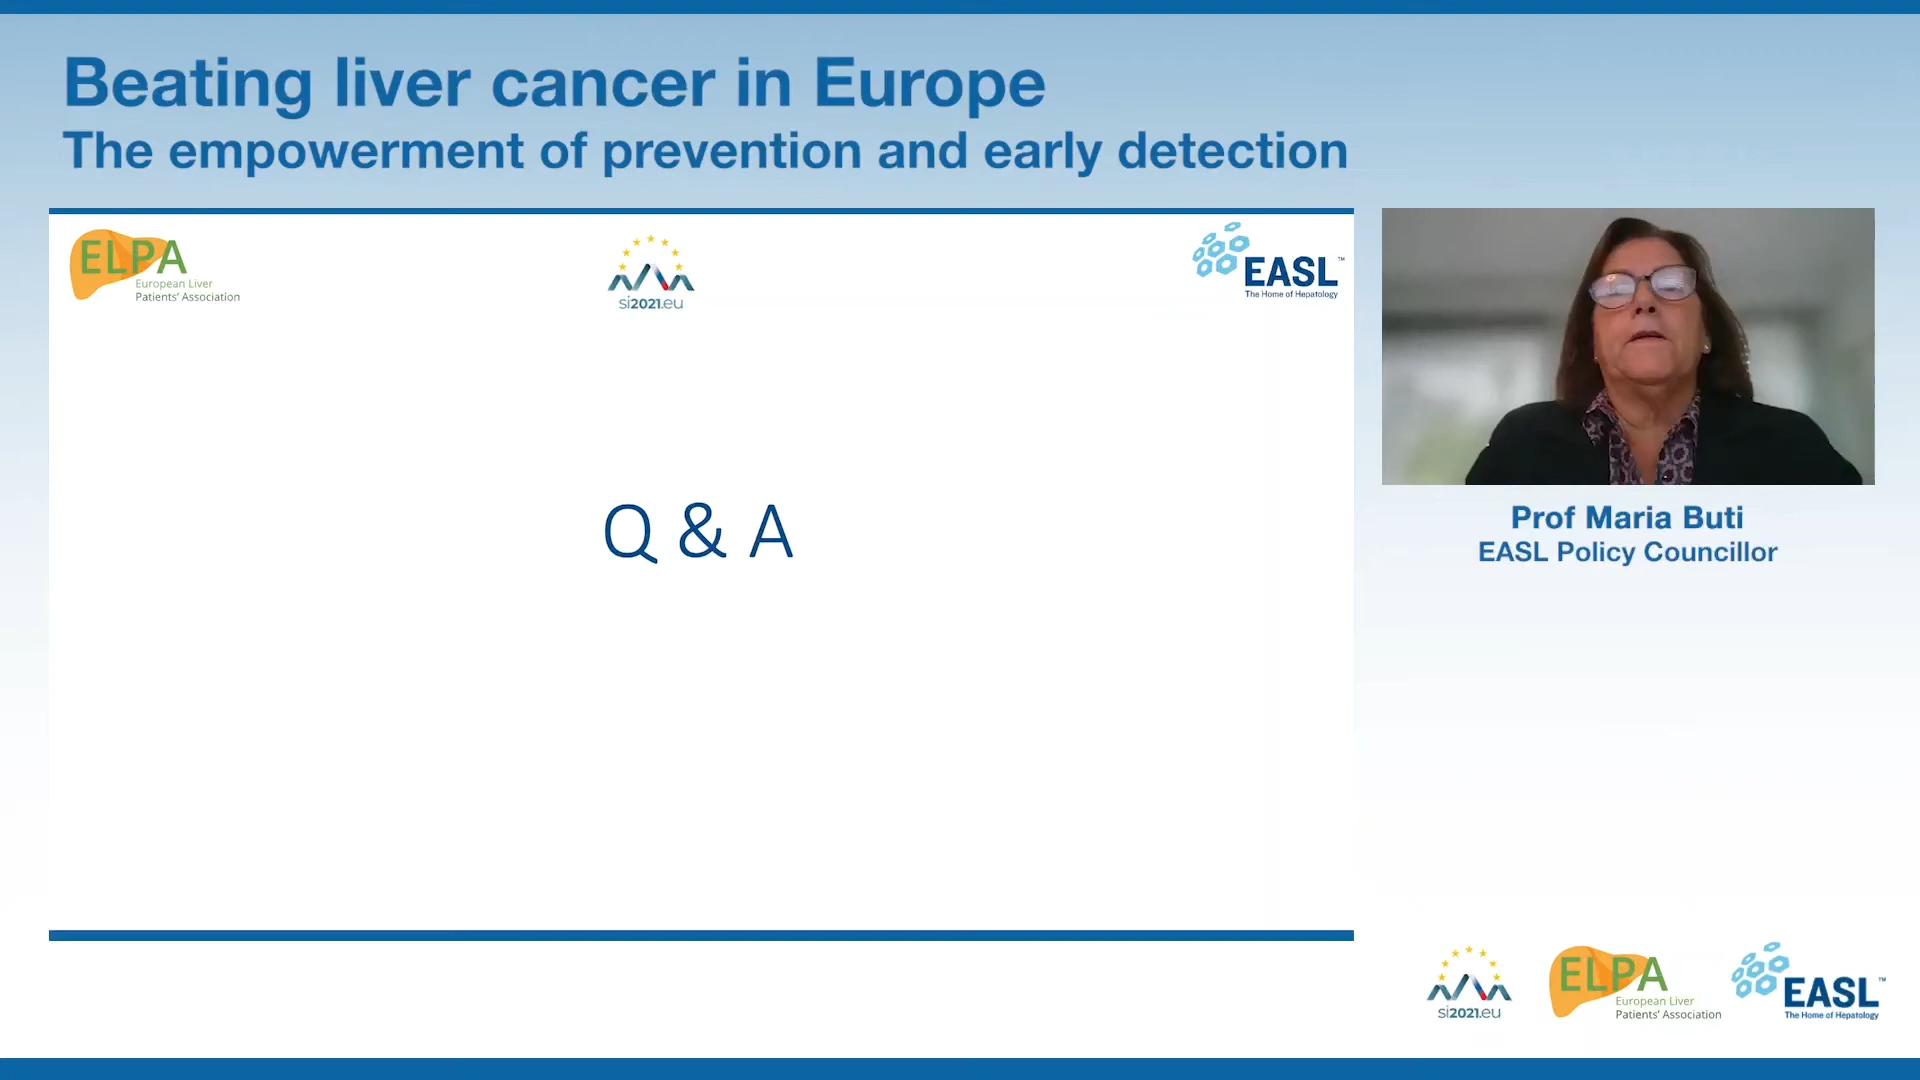 Beating liver cancer in Europe
The empowerment of prevention and early detection
ELPA
European Liver
Patients' Association
si2021.eu
EASL™
The Home of Hepatology
Q & A
Prof Maria Buti
EASL Policy Councillor
si2021.eu
ELPA
European Liver
Patients' Association
EASL™
The Home of Hepatology